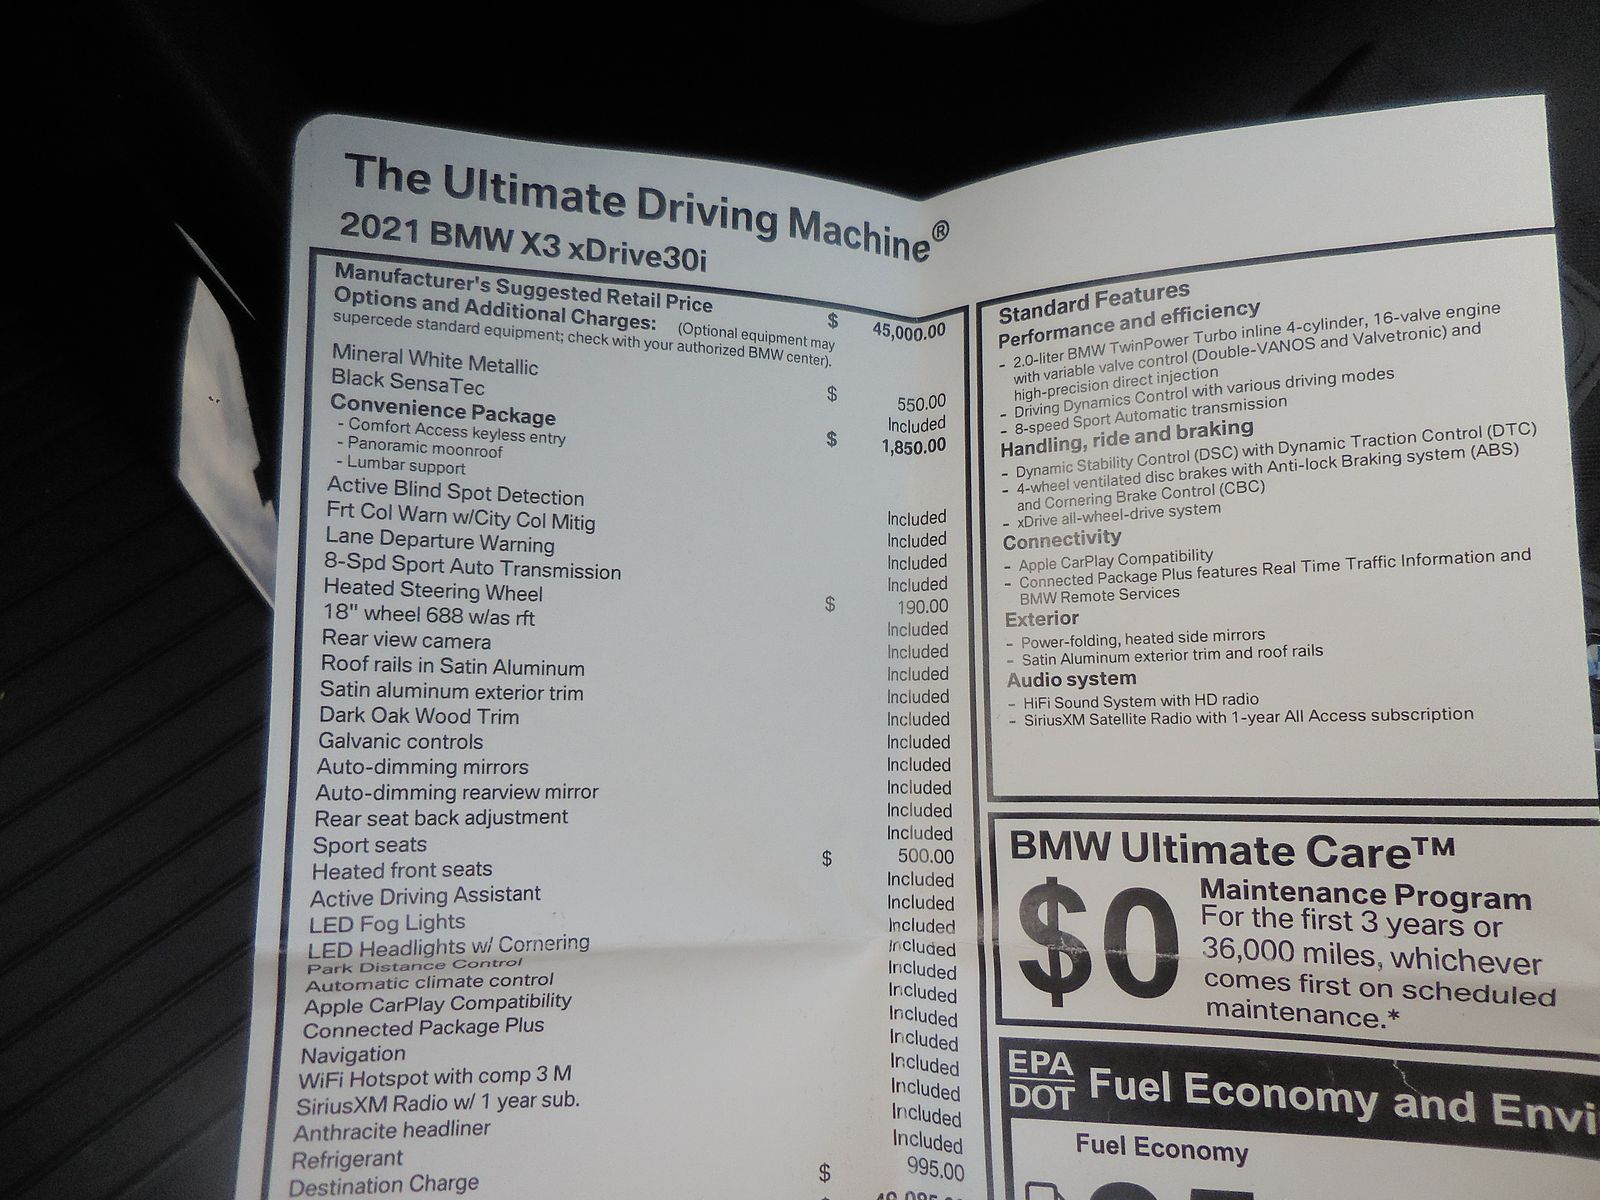 The Ultimate Driving Machine®
2021 BMW X3 xDrive30i
Manufacturer's Suggested Retail Price $ 45,000.00
Options and Additional Charges: (Optional equipment may
supercede standard equipment; check with your authorized BMW center).
Mineral White Metallic $ 550.00
Black SensaTec Included
Convenience Package $ 1,850.00
- Comfort Access keyless entry
- Panoramic moonroof
- Lumbar support
Active Blind Spot Detection Included
Frt Col Warn w/City Col Mitig Included
Lane Departure Warning Included
8-Spd Sport Auto Transmission Included
Heated Steering Wheel $ 190.00
18" wheel 688 w/as rft Included
Rear view camera Included
Roof rails in Satin Aluminum Included
Satin aluminum exterior trim Included
Dark Oak Wood Trim Included
Galvanic controls Included
Auto-dimming mirrors Included
Auto-dimming rearview mirror Included
Rear seat back adjustment Included
Sport seats Included
Heated front seats $ 500.00
Active Driving Assistant Included
LED Fog Lights Included
LED Headlights w/ Cornering Included
Park Distance Control Included
Automatic climate control Included
Apple CarPlay Compatibility Included
Connected Package Plus Included
Navigation Included
WiFi Hotspot with comp 3 M Included
SiriusXM Radio w/ 1 year sub. Included
Anthracite headliner Included
Refrigerant Included
Destination Charge $ 995.00
Standard Features
Performance and efficiency
- 2.0-liter BMW TwinPower Turbo inline 4-cylinder, 16-valve engine
with variable valve control (Double-VANOS and Valvetronic) and
high-precision direct injection
- Driving Dynamics Control with various driving modes
- 8-speed Sport Automatic transmission
Handling, ride and braking
- Dynamic Stability Control (DSC) with Dynamic Traction Control (DTC)
- 4-wheel ventilated disc brakes with Anti-lock Braking system (ABS)
and Cornering Brake Control (CBC)
- xDrive all-wheel-drive system
Connectivity
- Apple CarPlay Compatibility
- Connected Package Plus features Real Time Traffic Information and
BMW Remote Services
Exterior
- Power-folding, heated side mirrors
- Satin Aluminum exterior trim and roof rails
Audio system
- HiFi Sound System with HD radio
- SiriusXM Satellite Radio with 1-year All Access subscription
BMW Ultimate Care™
$0
Maintenance Program
For the first 3 years or
36,000 miles, whichever
comes first on scheduled
maintenance.*
EPA
DOT
Fuel Economy and Envi
Fuel Economy